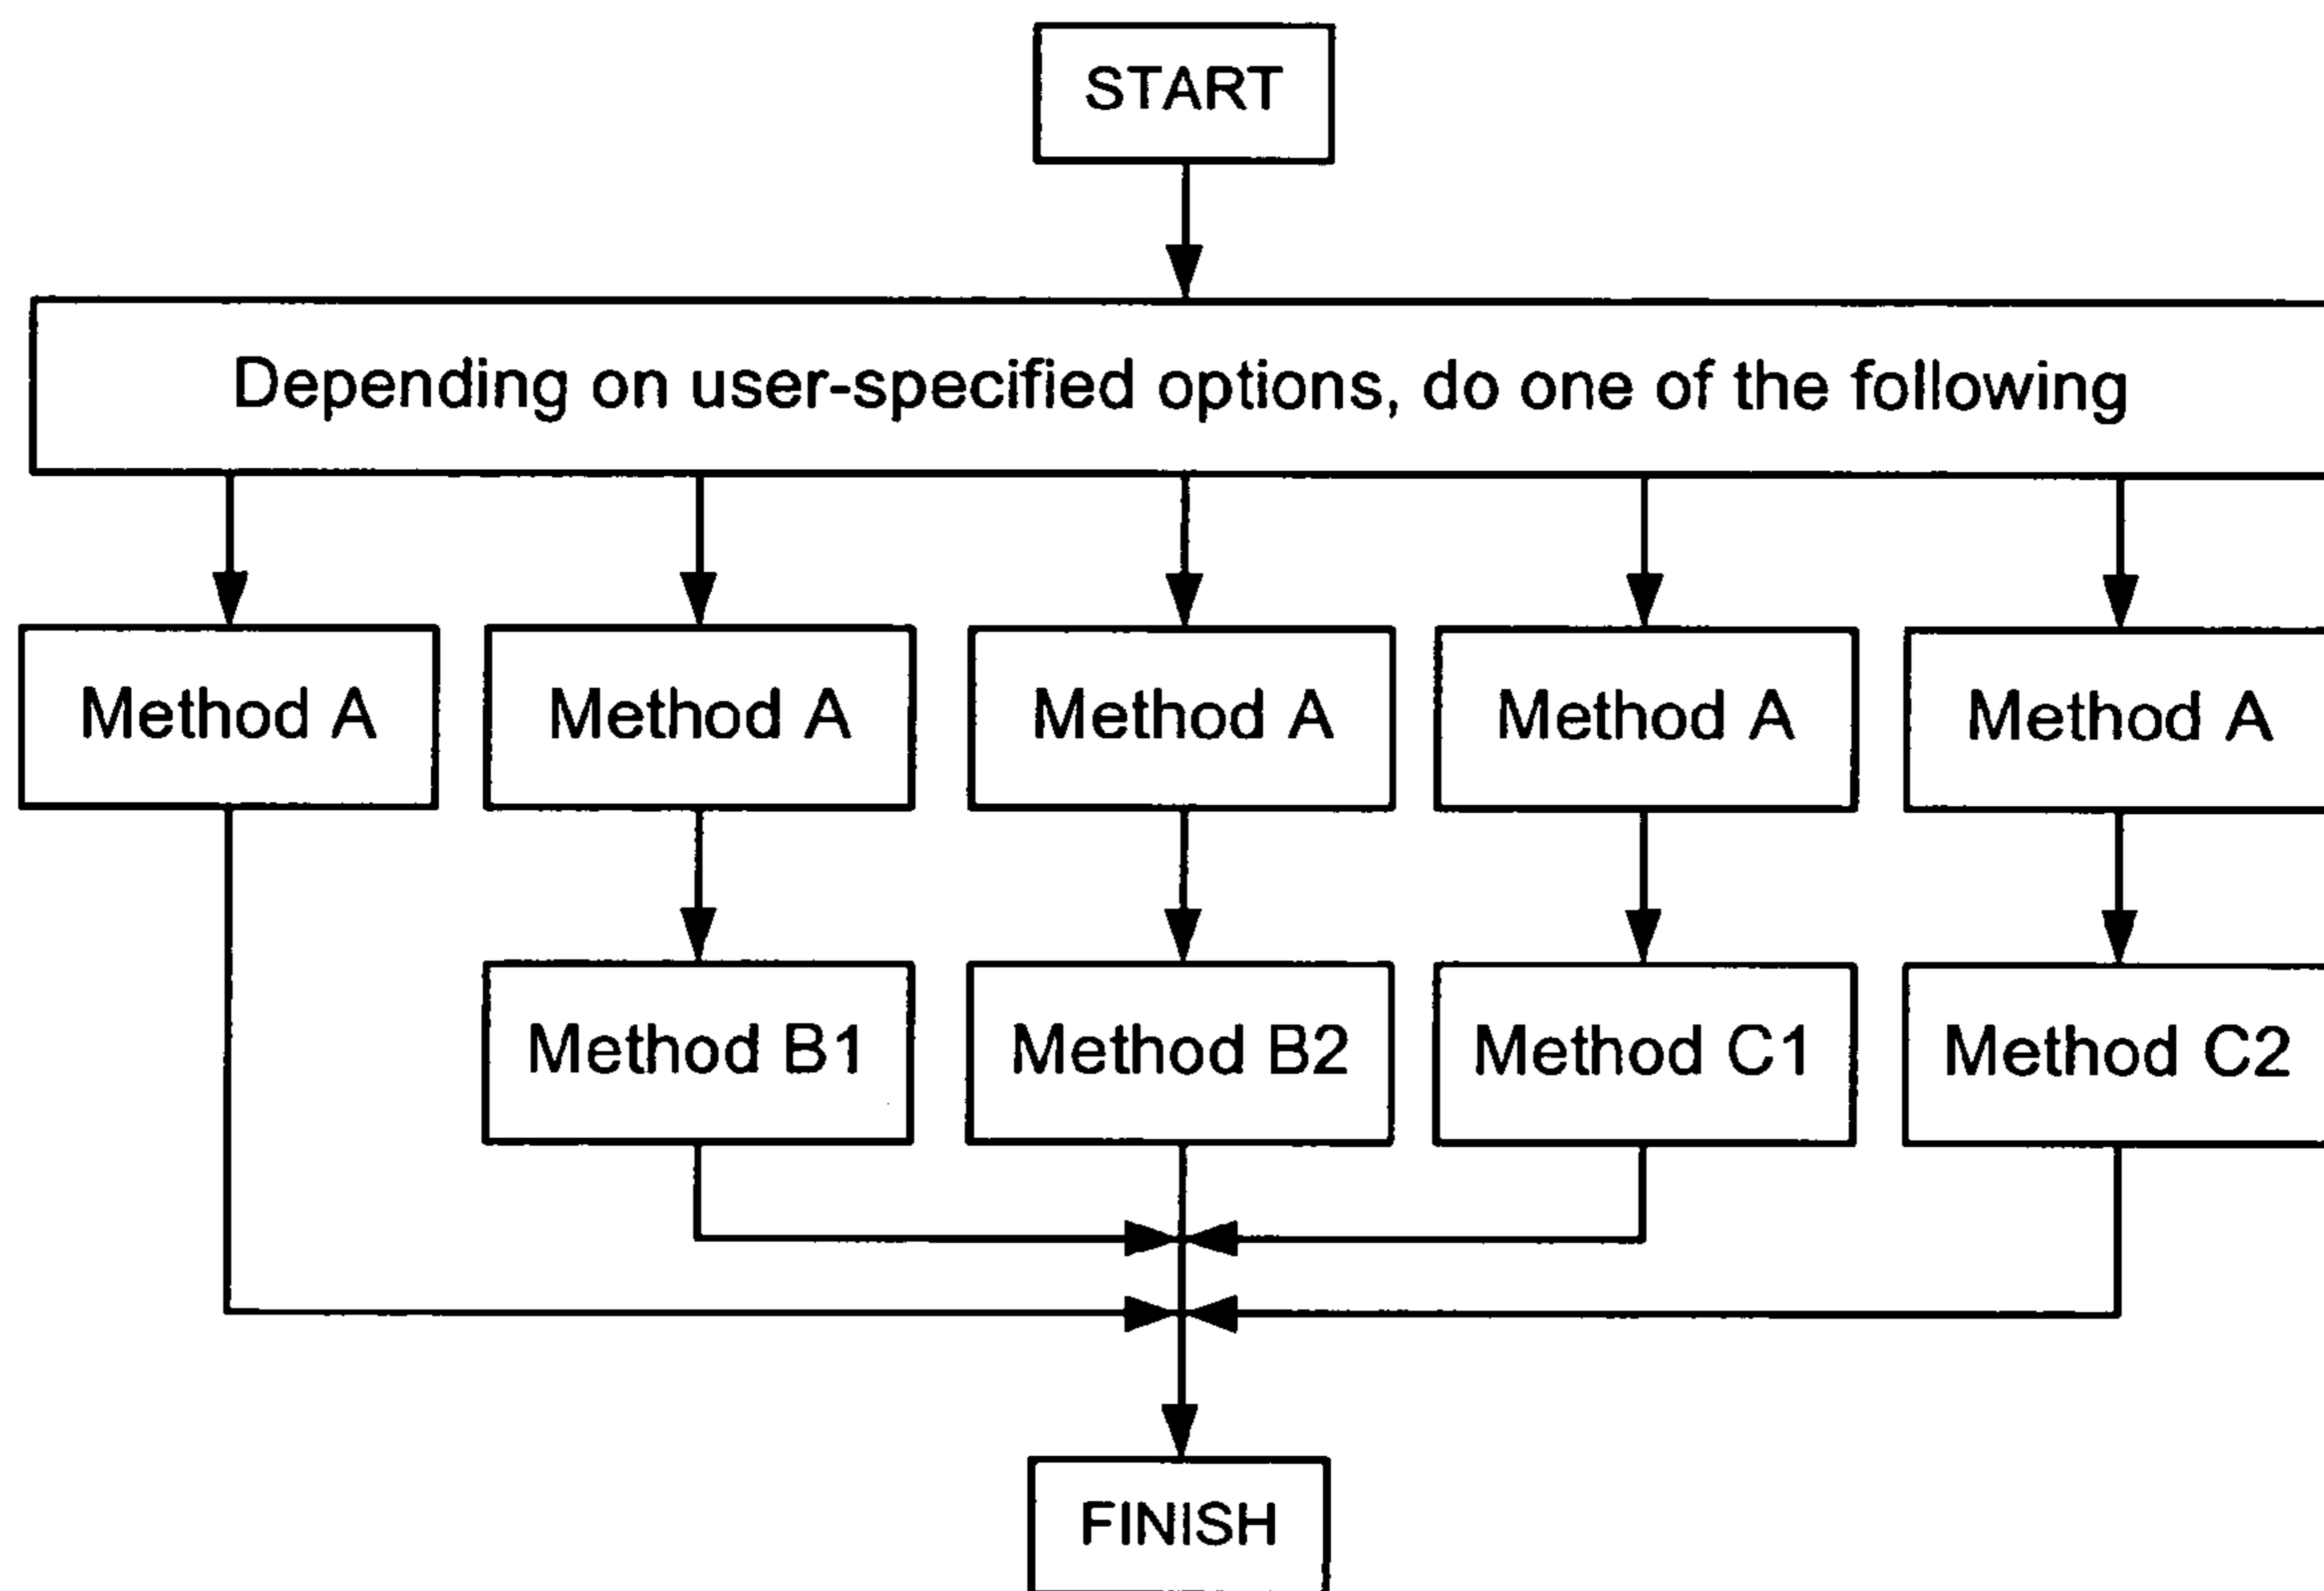 START
Depending on user-specified options, do one of the following
Method A
Method A
Method A
Method A
Method A
Method B1
Method B2
Method C1
Method C2
FINISH